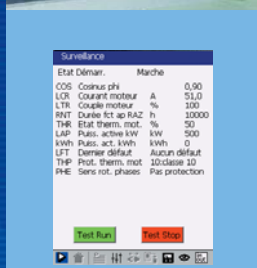 Surveillance
Etat Démarr. Marche
COS Cosinus phi 0,90
LCR Courant moteur A 51,0
LTR Couple moteur % 100
RNT Durée fct ap RAZ h 10000
THR Etat therm. mot. % 50
LAP Puiss. active kW kW 500
kWh Puis. act. kWh kWh 0
LFT Dernier défaut Aucun défaut
THP Prot. therm. mot 10:classe 10
PHE Sens rot. phases Pas protection
Test Run Test Stop